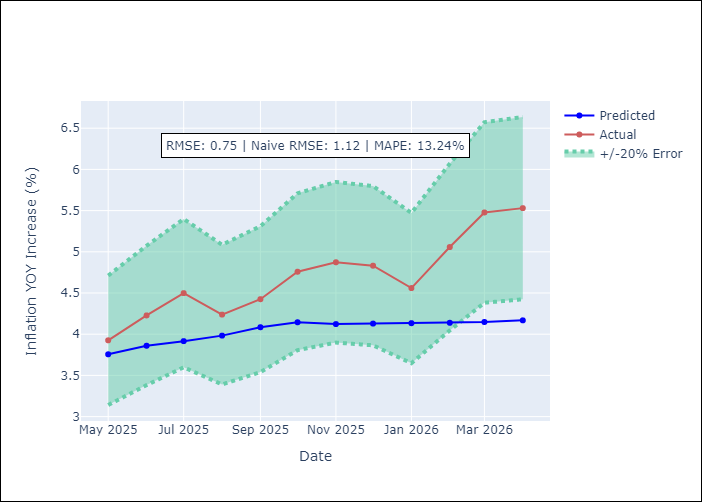 Predicted
Actual
+/-20% Error
RMSE: 0.75 | Naive RMSE: 1.12 | MAPE: 13.24%
Inflation YOY Increase (%)
6.5
6
5.5
5
4.5
4
3.5
3
May 2025
Jul 2025
Sep 2025
Nov 2025
Jan 2026
Mar 2026
Date